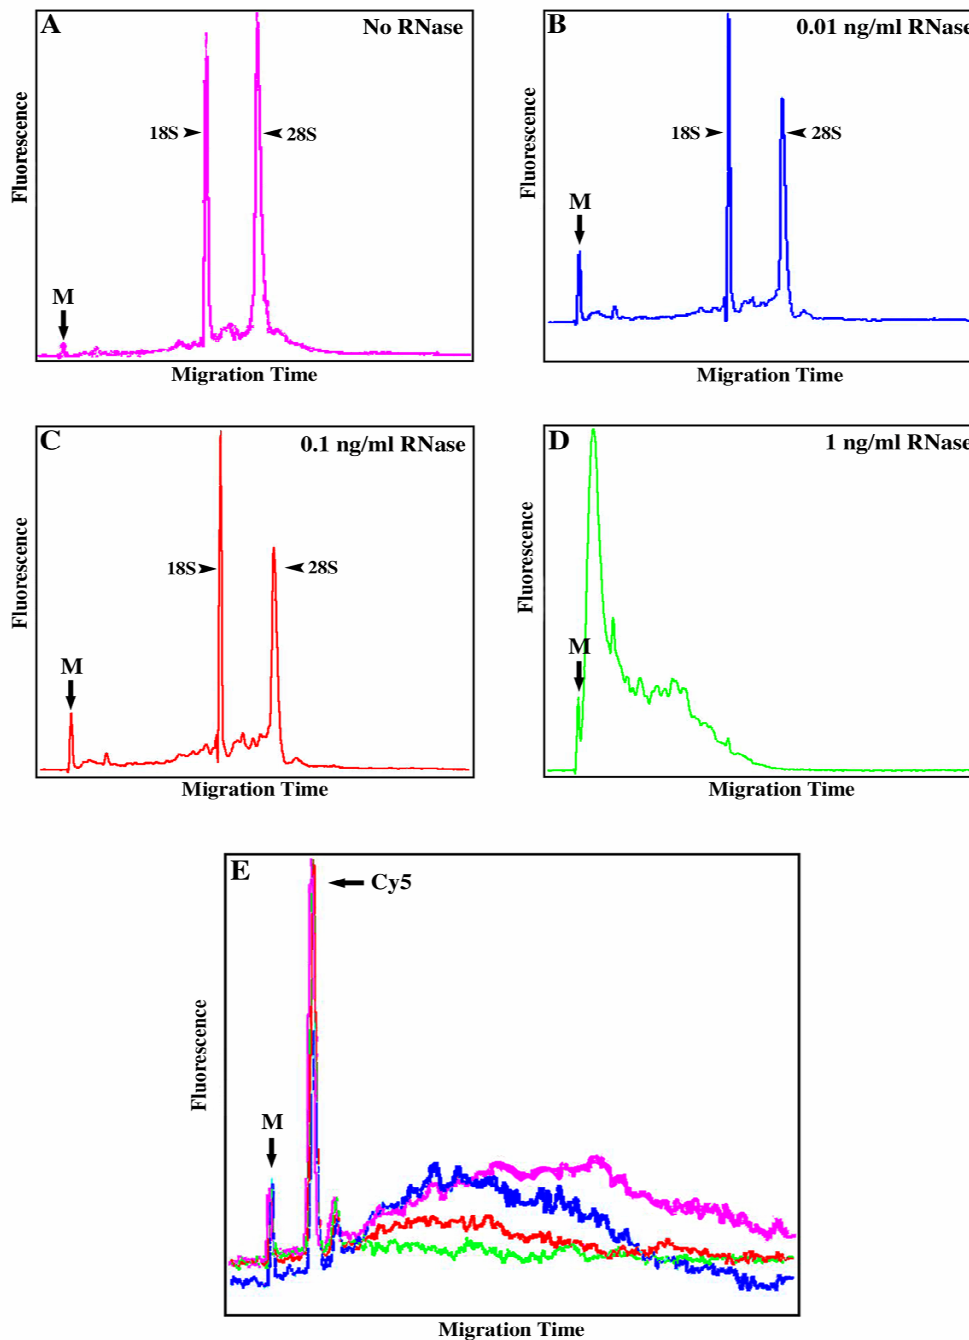 A
No RNase
Fluorescence
18S
28S
M
Migration Time
B
0.01 ng/ml RNase
Fluorescence
18S
28S
M
Migration Time
C
0.1 ng/ml RNase
Fluorescence
18S
28S
M
Migration Time
D
1 ng/ml RNase
Fluorescence
M
Migration Time
E
Cy5
Fluorescence
M
Migration Time